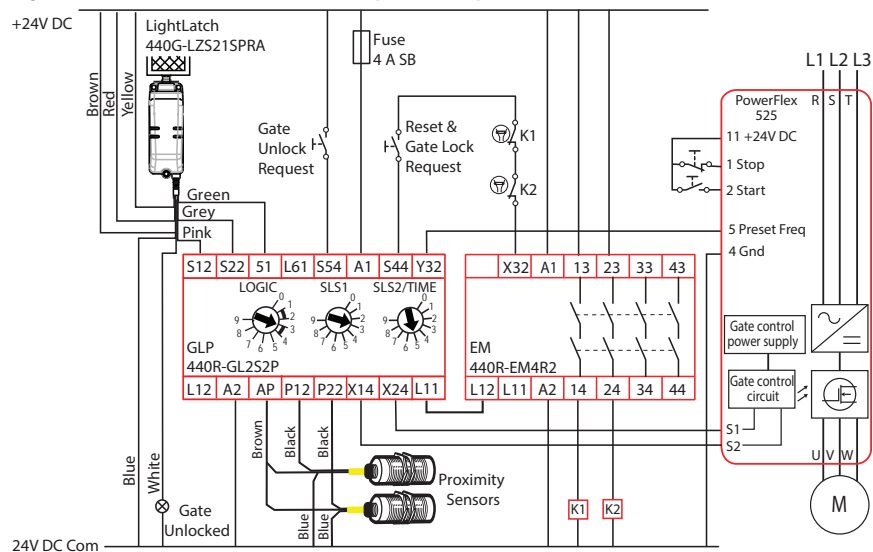 +24V DC
LightLatch
440G-LZS21SPRA
Brown
Red
Yellow
Fuse
4 A SB
Gate
Unlock
Request
Reset &
Gate Lock
Request
K1
K2
L1 L2 L3
PowerFlex
525
R S T
11 +24V DC
1 Stop
2 Start
5 Preset Freq
4 Gnd
Green
Grey
Pink
S12 S22 51 L61 S54 A1 S44 Y32
X32 A1 13 23 33 43
LOGIC
0
1
2
3
4
5
6
7
8
9
SLS1
0
1
2
3
4
5
6
7
8
9
SLS2/TIME
0
1
2
3
4
5
6
7
8
9
GLP
440R-GL2S2P
EM
440R-EM4R2
L12 A2 AP P12 P22 X14 X24 L11
L12 L11 A2 14 24 34 44
Gate control
power supply
Gate control
circuit
S1
S2
U V W
M
Blue
White
Brown
Black
Black
Blue
Blue
Proximity
Sensors
Gate
Unlocked
K1
K2
24V DC Com